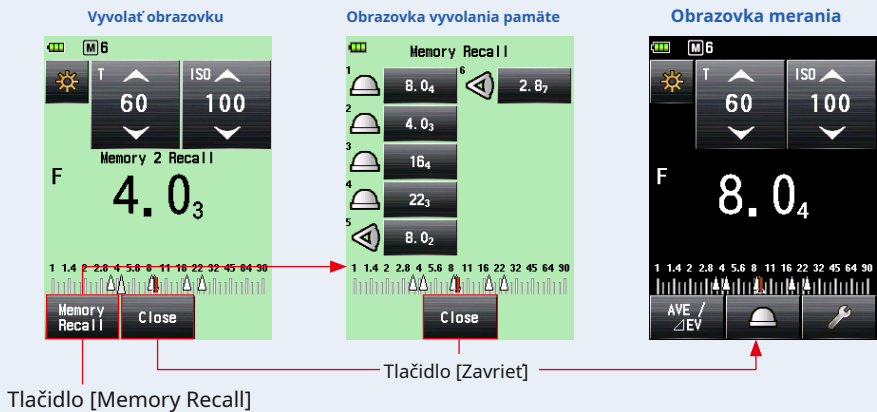 Vyvolať obrazovku
M 6
T
60
ISO
100
Memory 2 Recall
F
4.0₃
1 1.4 2 2.8 4 5.6 8 11 16 22 32 45 64 90
Memory Recall
Close
Obrazovka vyvolania pamäte
Memory Recall
1 8.0₄
2 4.0₃
3 16₄
4 22₃
5 8.0₂
6 2.8₇
1 1.4 2 2.8 4 5.6 8 11 16 22 32 45 64 90
Close
Obrazovka merania
M 6
T
60
ISO
100
F
8.0₄
1 1.4 2 2.8 4 5.6 8 11 16 22 32 45 64 90
AVE /
⊿EV
Tlačidlo [Zavrieť]
Tlačidlo [Memory Recall]